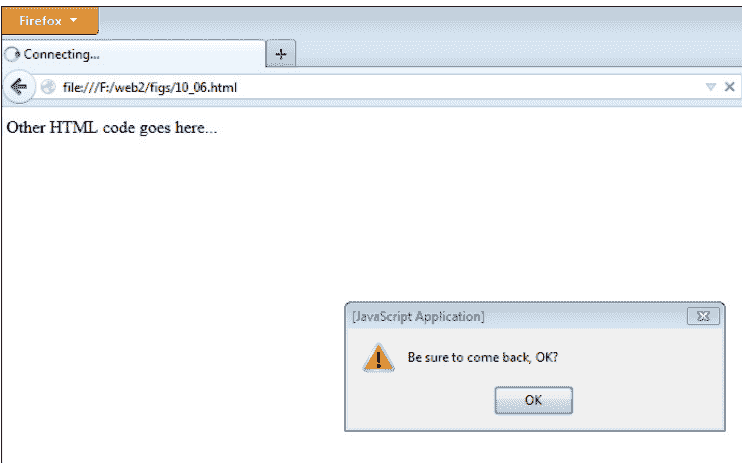 Firefox
Connecting...
file:///F:/web2/figs/10_06.html
Other HTML code goes here...
[JavaScript Application]
Be sure to come back, OK?
OK